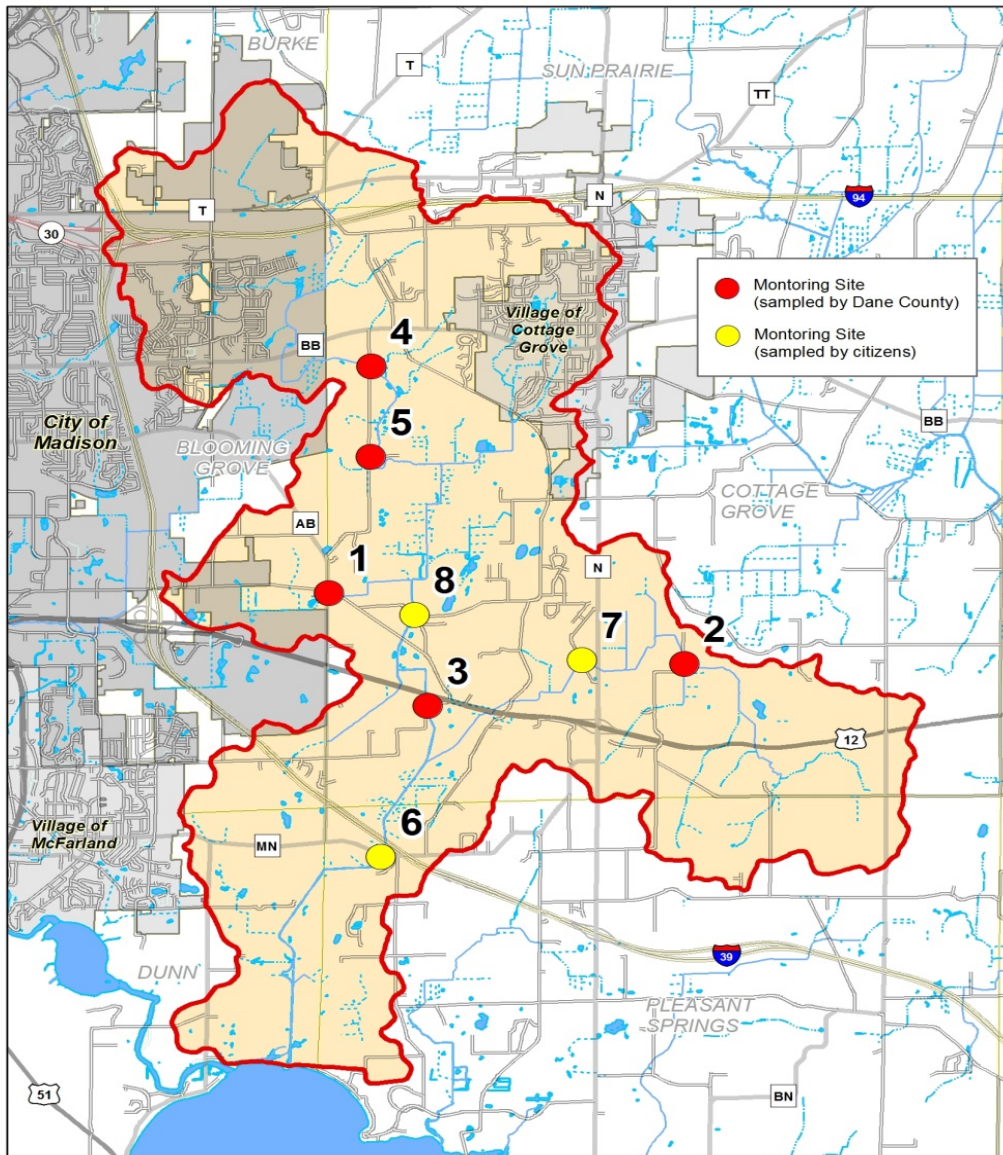 BURKE
T
SUN PRAIRIE
TT
N
94
T
30
Montoring Site
(sampled by Dane County)
Montoring Site
(sampled by citizens)
Village of
Cottage
Grove
4
BB
BB
5
City of
Madison
BLOOMING
GROVE
COTTAGE
GROVE
AB
1
8
N
7
2
3
12
6
Village of
McFarland
MN
39
DUNN
PLEASANT
SPRINGS
51
BN